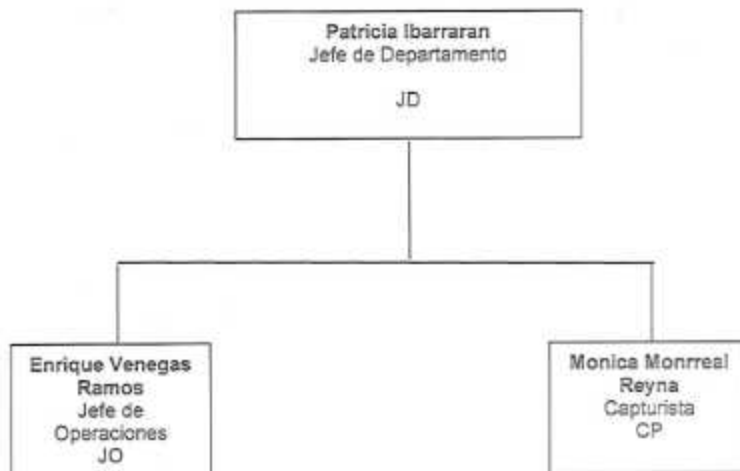 Patricia Ibarraran
Jefe de Departamento
JD
Enrique Venegas
Ramos
Jefe de
Operaciones
JO
Monica Monrreal
Reyna
Capturista
CP